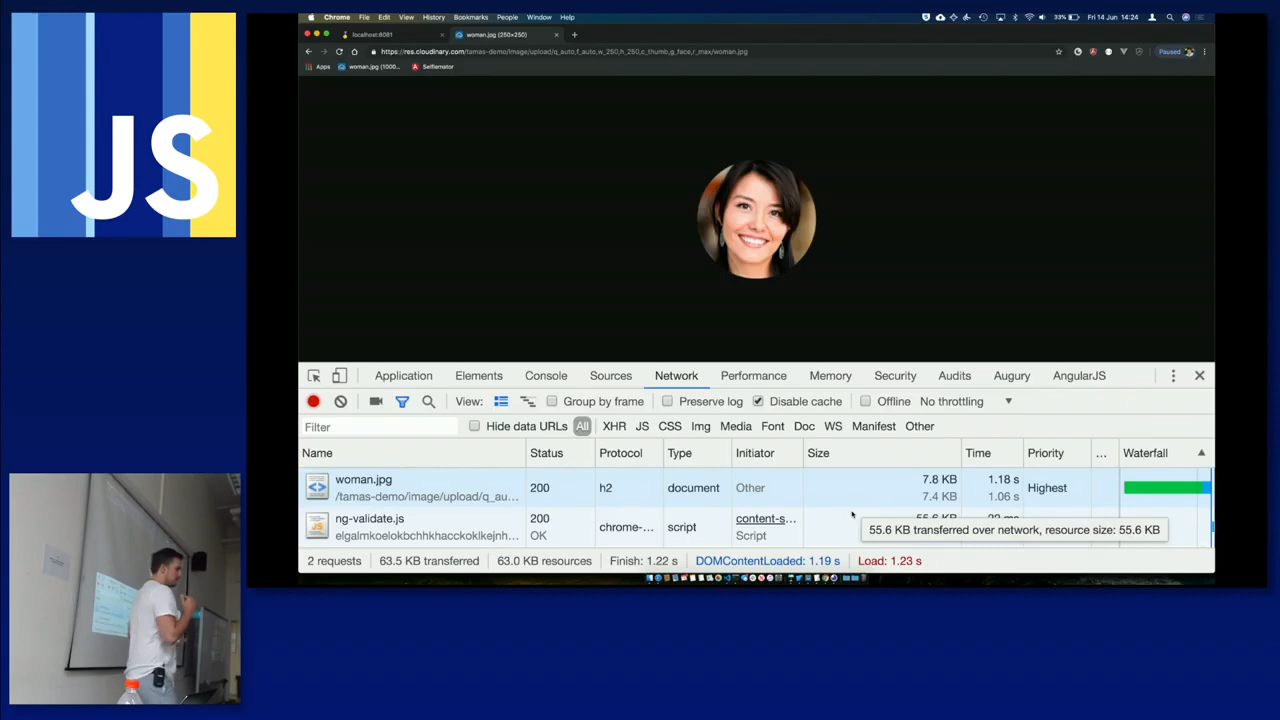 JS
Chrome File Edit View History Bookmarks People Window Help
33% Fri 14 Jun 14:24
localhost:8081
woman.jpg (250×250)
https://res.cloudinary.com/tamas-demo/image/upload/q_auto,f_auto,w_250,h_250,c_thumb,g_face,r_max/woman.jpg
Paused
Apps woman.jpg (1000... Selfiemator
Application Elements Console Sources Network Performance Memory Security Audits Augury AngularJS
View: Group by frame Preserve log Disable cache Offline No throttling
Filter Hide data URLs All XHR JS CSS Img Media Font Doc WS Manifest Other
Name Status Protocol Type Initiator Size Time Priority ... Waterfall
woman.jpg 200 h2 document Other 7.8 KB 1.18 s Highest
/tamas-demo/image/upload/q_au... 7.4 KB 1.06 s
ng-validate.js 200 chrome-... script content-s...
elgalmkoelokbchhkhacckoklkejnh... OK Script
55.6 KB transferred over network, resource size: 55.6 KB
2 requests 63.5 KB transferred 63.0 KB resources Finish: 1.22 s DOMContentLoaded: 1.19 s Load: 1.23 s